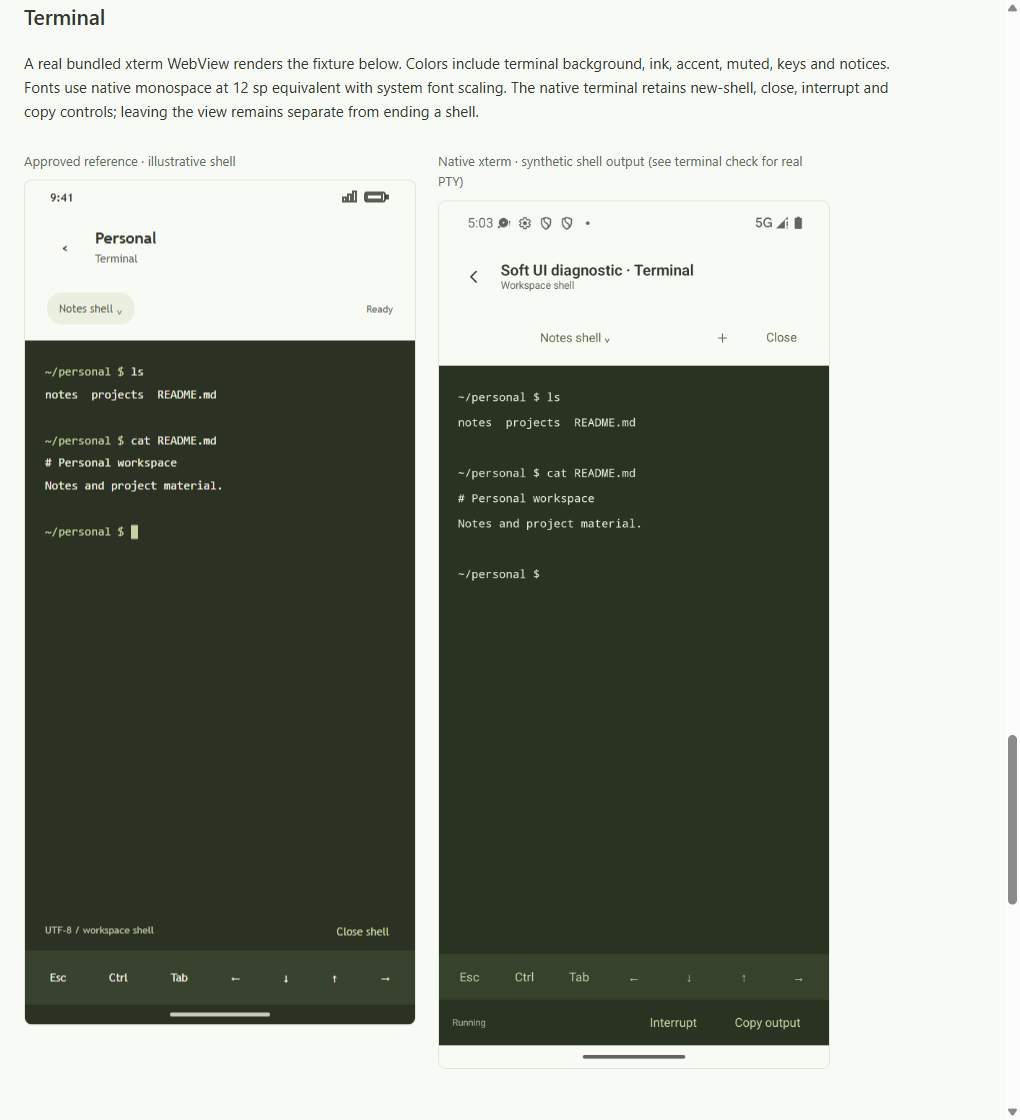 Terminal
A real bundled xterm WebView renders the fixture below. Colors include terminal background, ink, accent, muted, keys and notices.
Fonts use native monospace at 12 sp equivalent with system font scaling. The native terminal retains new-shell, close, interrupt and
copy controls; leaving the view remains separate from ending a shell.
Approved reference · illustrative shell
9:41
Personal
Terminal
Notes shell
Ready
~/personal $ ls
notes  projects  README.md
~/personal $ cat README.md
# Personal workspace
Notes and project material.
~/personal $
UTF-8 / workspace shell
Close shell
Esc Ctrl Tab ← ↓ ↑ →
Native xterm · synthetic shell output (see terminal check for real
PTY)
5:03
5G
Soft UI diagnostic · Terminal
Workspace shell
Notes shell
+
Close
~/personal $ ls
notes  projects  README.md
~/personal $ cat README.md
# Personal workspace
Notes and project material.
~/personal $
Esc Ctrl Tab ← ↓ ↑ →
Running
Interrupt
Copy output